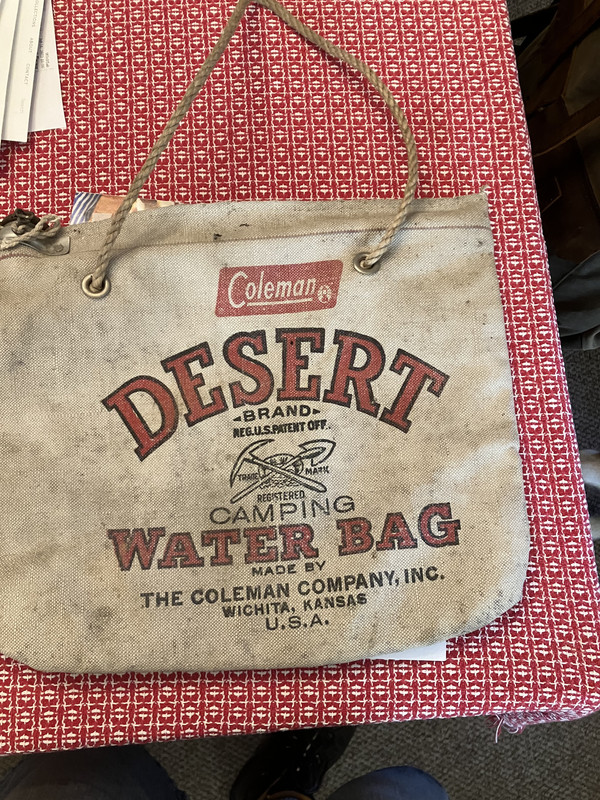 Coleman
DESERT
BRAND
REG. U.S. PATENT OFF.
TRADE MARK
REGISTERED
CAMPING
WATER BAG
MADE BY
THE COLEMAN COMPANY, INC.
WICHITA, KANSAS
U.S.A.